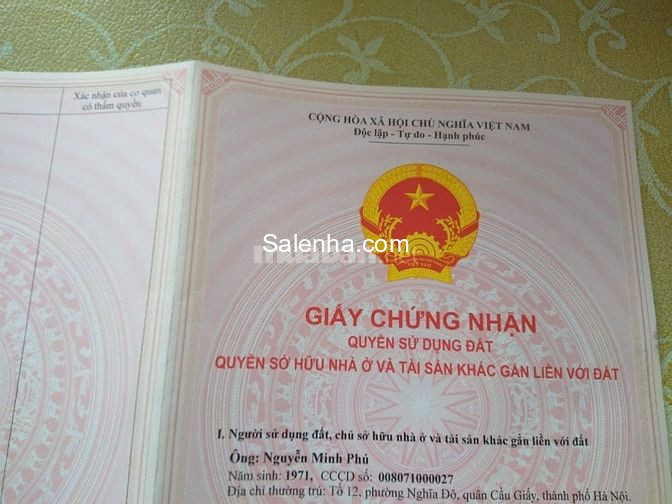 Xác nhận của cơ quan
có thẩm quyền
CỘNG HÒA XÃ HỘI CHỦ NGHĨA VIỆT NAM
Độc lập - Tự do - Hạnh phúc
VIỆT NAM
Salenha.com
GIẤY CHỨNG NHẬN
QUYỀN SỬ DỤNG ĐẤT
QUYỀN SỞ HỮU NHÀ Ở VÀ TÀI SẢN KHÁC GẮN LIỀN VỚI ĐẤT
I. Người sử dụng đất, chủ sở hữu nhà ở và tài sản khác gắn liền với đất
Ông: Nguyễn Minh Phú
Năm sinh: 1971, CCCD số: 008071000027
Địa chỉ thường trú: Tổ 12, phường Nghĩa Đô, quận Cầu Giấy, thành phố Hà Nội.